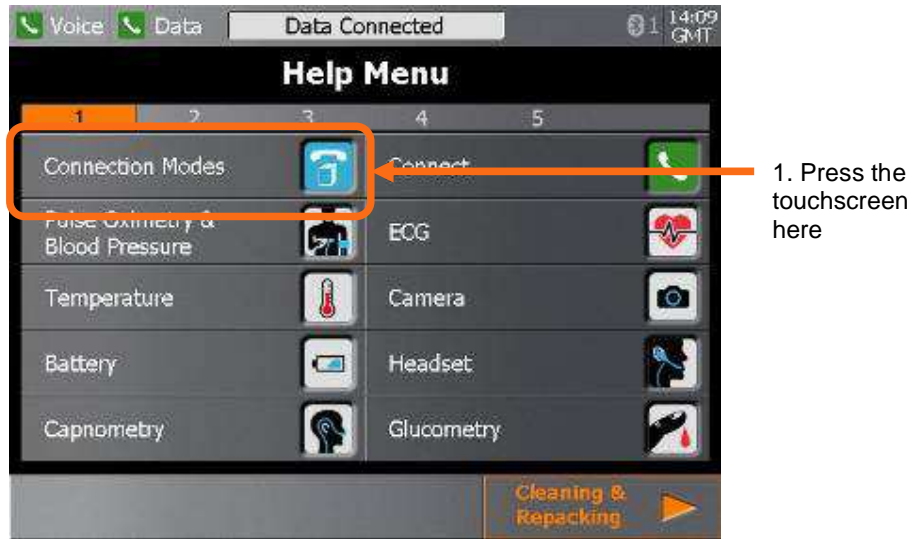 Voice Data Data Connected 1 14:09
GMT
Help Menu
1 2 3 4 5
Connection Modes Connect
Pulse Oximetry &
Blood Pressure ECG
Temperature Camera
Battery Headset
Capnometry Glucometry
Cleaning &
Repacking
1. Press the
touchscreen
here